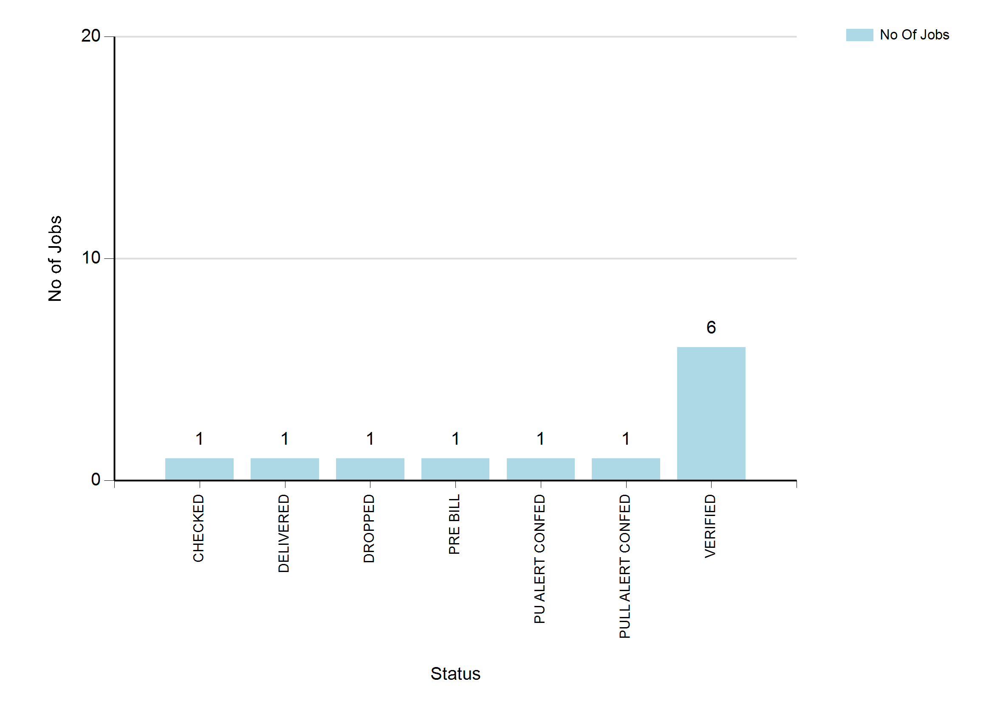 No Of Jobs
20
10
0
No of Jobs
1
1
1
1
1
1
6
CHECKED
DELIVERED
DROPPED
PRE BILL
PU ALERT CONFED
PULL ALERT CONFED
VERIFIED
Status